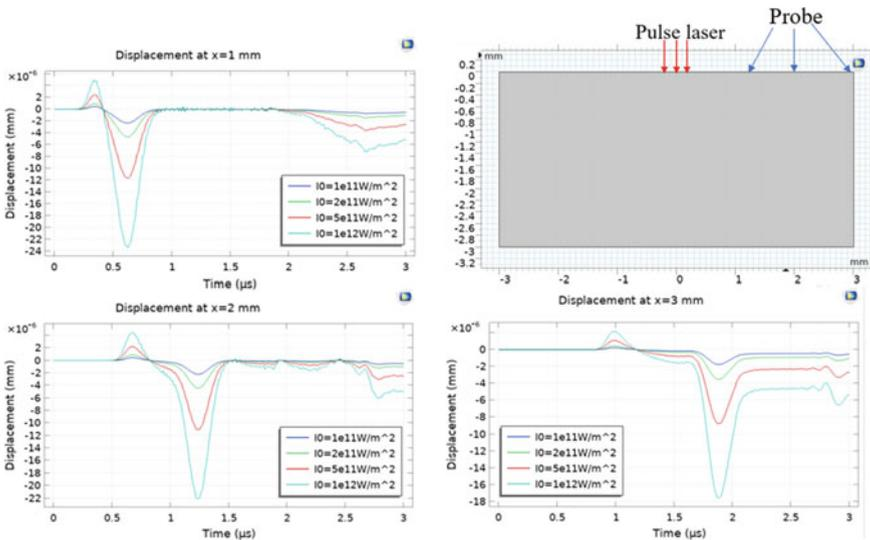 Displacement at x=1 mm
×10⁻⁶
2
0
-2
-4
-6
-8
-10
-12
-14
-16
-18
-20
-22
-24
Displacement (mm)
I0=1e11W/m^2
I0=2e11W/m^2
I0=5e11W/m^2
I0=1e12W/m^2
0 0.5 1 1.5 2 2.5 3
Time (µs)
Probe
Pulse laser
mm
0.2
0
-0.2
-0.4
-0.6
-0.8
-1
-1.2
-1.4
-1.6
-1.8
-2
-2.2
-2.4
-2.6
-2.8
-3
-3.2
mm
-3 -2 -1 0 1 2 3
Displacement at x=2 mm
×10⁻⁶
4
2
0
-2
-4
-6
-8
-10
-12
-14
-16
-18
-20
-22
Displacement (mm)
I0=1e11W/m^2
I0=2e11W/m^2
I0=5e11W/m^2
I0=1e12W/m^2
0 0.5 1 1.5 2 2.5 3
Time (µs)
Displacement at x=3 mm
×10⁻⁶
2
0
-2
-4
-6
-8
-10
-12
-14
-16
-18
Displacement (mm)
I0=1e11W/m^2
I0=2e11W/m^2
I0=5e11W/m^2
I0=1e12W/m^2
0 0.5 1 1.5 2 2.5 3
Time (µs)